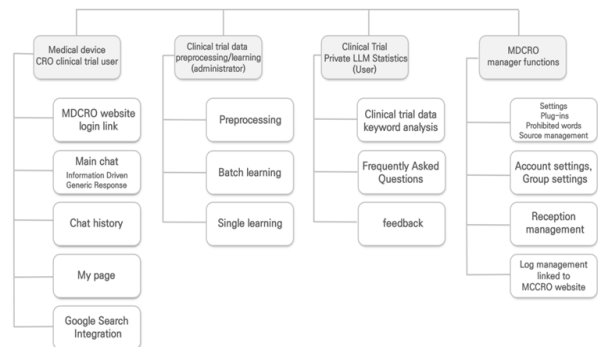 Medical device
CRO clinical trial user
MDCRO website
login link
Main chat
Information Driven
Generic Response
Chat history
My page
Google Search
Integration
Clinical trial data
preprocessing/learning
(administrator)
Preprocessing
Batch learning
Single learning
Clinical Trial
Private LLM Statistics
(User)
Clinical trial data
keyword analysis
Frequently Asked
Questions
feedback
MDCRO
manager functions
Settings
Plug-ins
Prohibited words
Source management
Account settings,
Group settings
Reception
management
Log management
linked to
MCCRO website